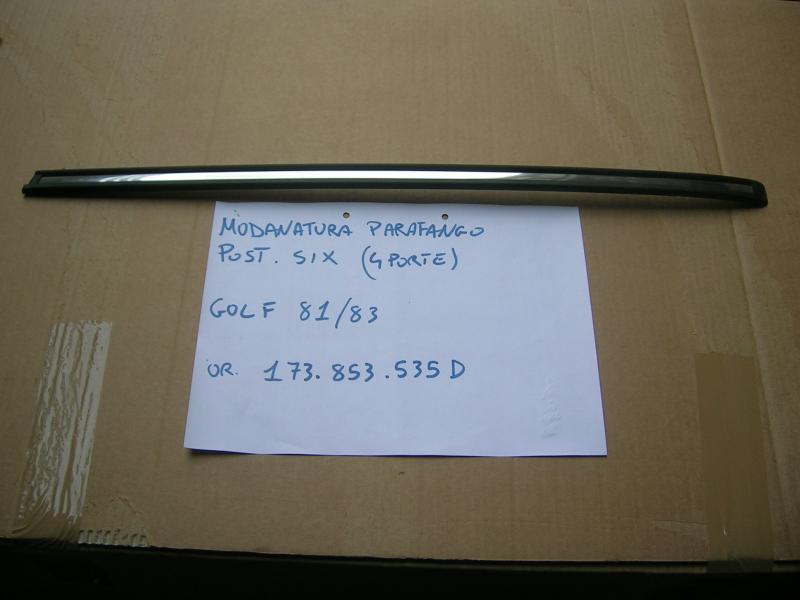 MODANATURA PARAFANGO
POST. SIX (4 PORTE)
GOLF 81/83
OR. 173.853.535 D